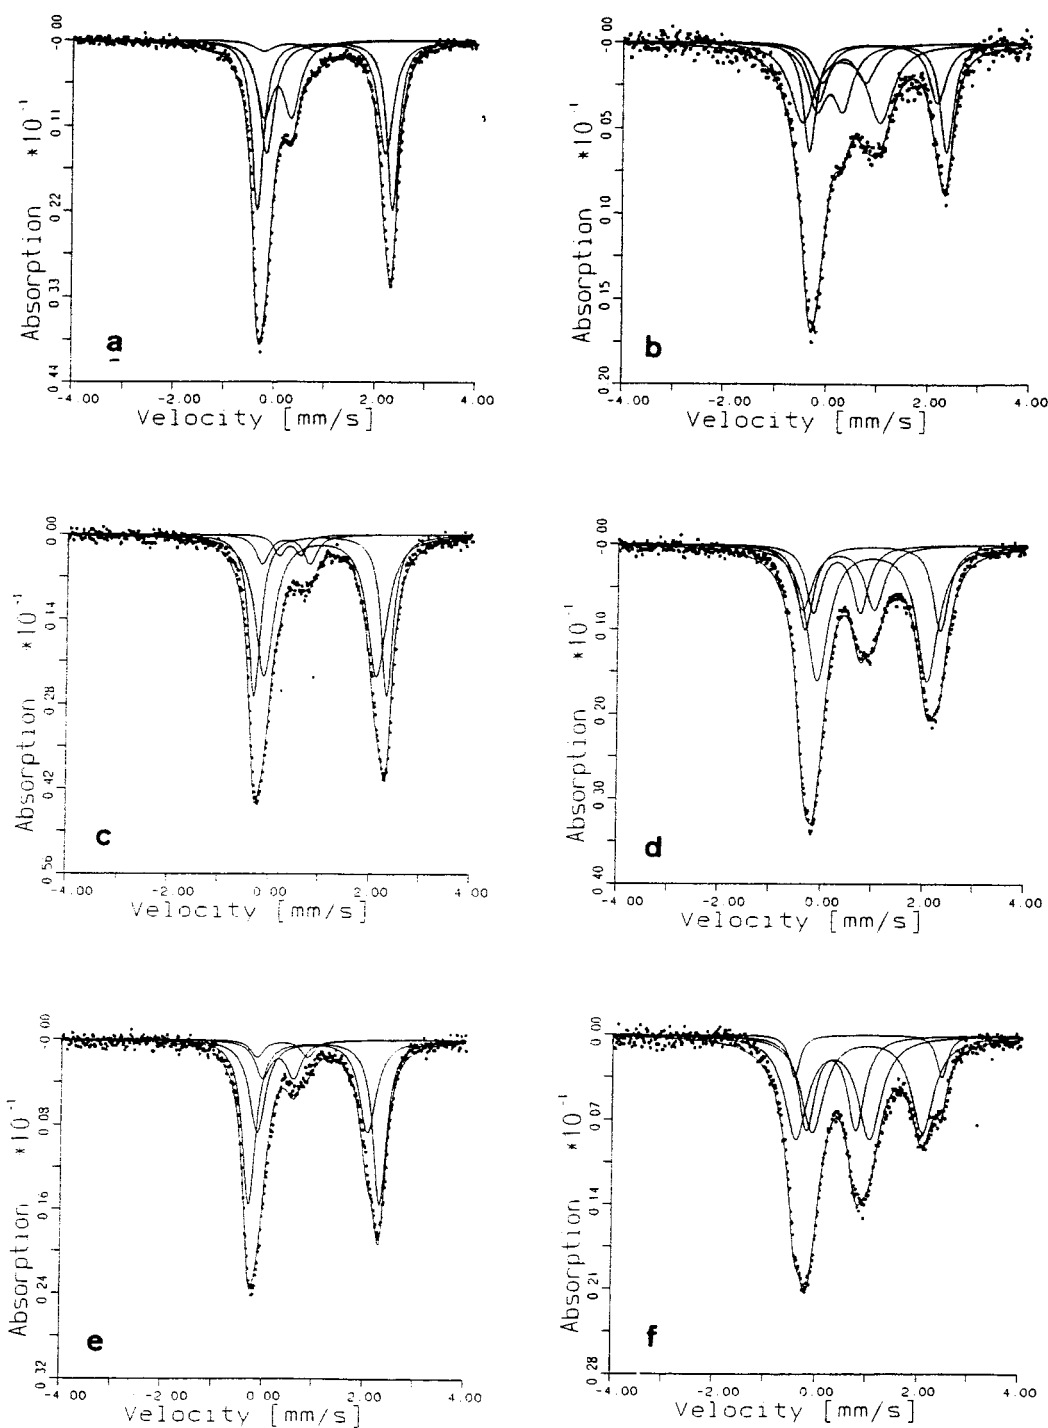 -0.00
0.11
0.22
0.33
0.44
Absorption *10⁻¹
a
-4.00 -2.00 0.00 2.00 4.00
Velocity [mm/s]
-0.00
0.05
0.10
0.15
0.20
Absorption *10⁻¹
b
-4.00 -2.00 0.00 2.00 4.00
Velocity [mm/s]
0.00
0.14
0.28
0.42
0.56
Absorption *10⁻¹
c
-4.00 -2.00 0.00 2.00 4.00
Velocity [mm/s]
-0.00
0.10
0.20
0.30
0.40
Absorption *10⁻¹
d
-4.00 -2.00 0.00 2.00 4.00
Velocity [mm/s]
-0.00
0.08
0.16
0.24
0.32
Absorption *10⁻¹
e
-4.00 -2.00 0.00 2.00 4.00
Velocity [mm/s]
0.00
0.07
0.14
0.21
0.28
Absorption *10⁻¹
f
-4.00 -2.00 0.00 2.00 4.00
Velocity [mm/s]